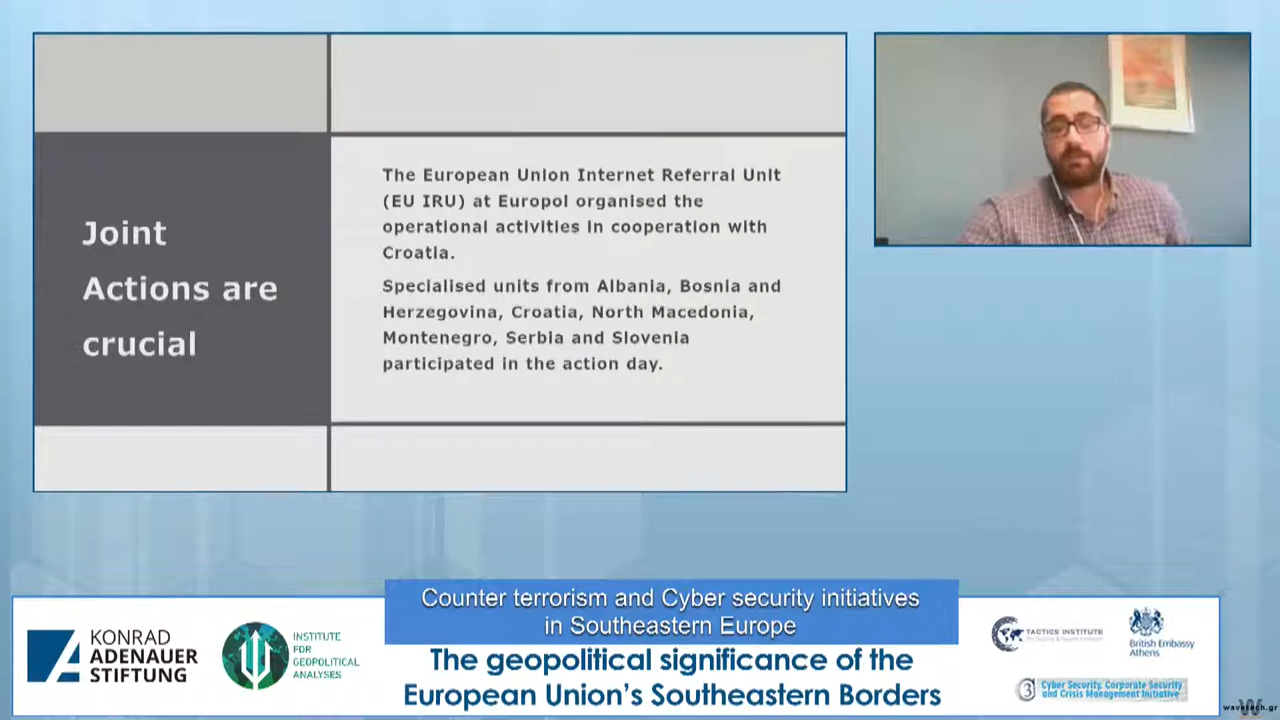 Joint
Actions are
crucial
The European Union Internet Referral Unit
(EU IRU) at Europol organised the
operational activities in cooperation with
Croatia.
Specialised units from Albania, Bosnia and
Herzegovina, Croatia, North Macedonia,
Montenegro, Serbia and Slovenia
participated in the action day.
Counter terrorism and Cyber security initiatives
in Southeastern Europe
The geopolitical significance of the
European Union's Southeastern Borders
KONRAD
ADENAUER
STIFTUNG
INSTITUTE
FOR
GEOPOLITICAL
ANALYSES
TACTICS INSTITUTE
British Embassy
Athens
3
Cyber Security, Corporate Security
and Crisis Management Initiative
wavetech.gr